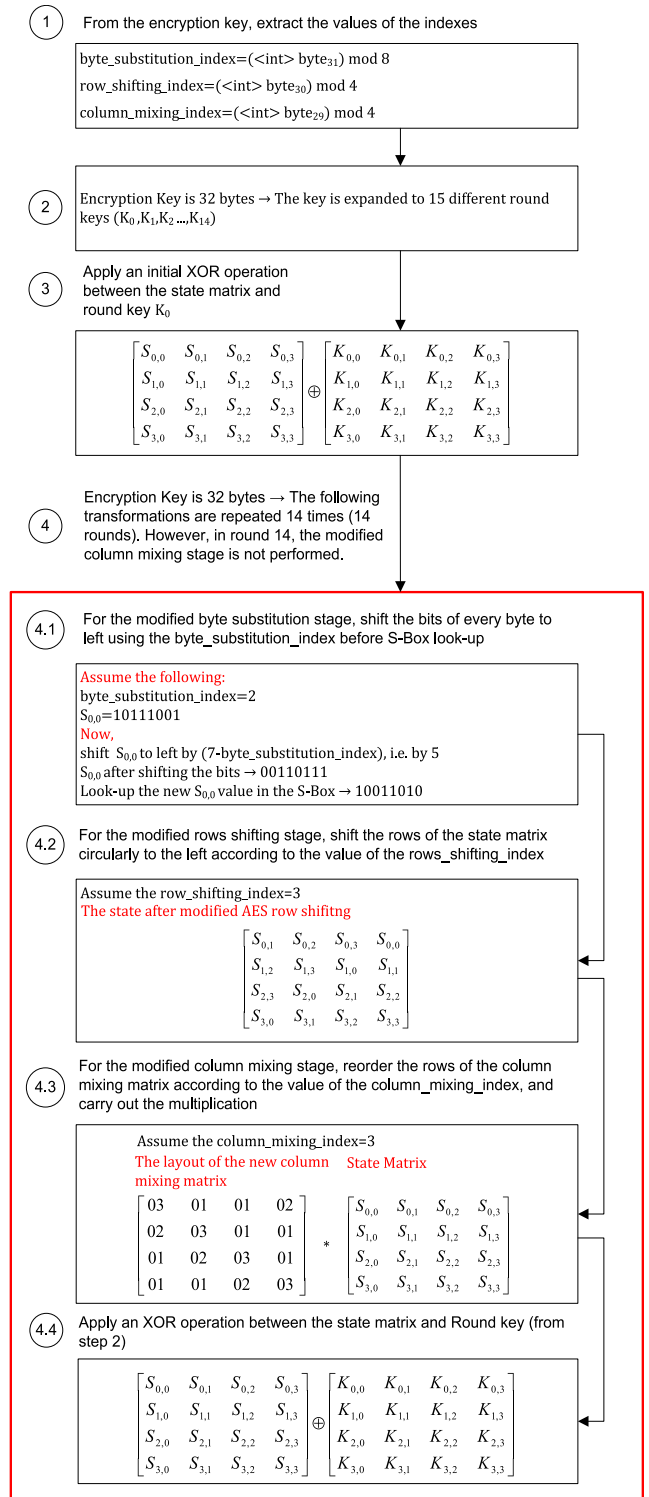 1
From the encryption key, extract the values of the indexes
byte_substitution_index=(<int> byte₃₁) mod 8
row_shifting_index=(<int> byte₃₀) mod 4
column_mixing_index=(<int> byte₂₉) mod 4
2
Encryption Key is 32 bytes → The key is expanded to 15 different round
keys (K₀,K₁,K₂ ...,K₁₄)
3
Apply an initial XOR operation
between the state matrix and
round key K₀
S₀,₀ S₀,₁ S₀,₂ S₀,₃ K₀,₀ K₀,₁ K₀,₂ K₀,₃
S₁,₀ S₁,₁ S₁,₂ S₁,₃ ⊕ K₁,₀ K₁,₁ K₁,₂ K₁,₃
S₂,₀ S₂,₁ S₂,₂ S₂,₃ K₂,₀ K₂,₁ K₂,₂ K₂,₃
S₃,₀ S₃,₁ S₃,₂ S₃,₃ K₃,₀ K₃,₁ K₃,₂ K₃,₃
4
Encryption Key is 32 bytes → The following
transformations are repeated 14 times (14
rounds). However, in round 14, the modified
column mixing stage is not performed.
4.1
For the modified byte substitution stage, shift the bits of every byte to
left using the byte_substitution_index before S-Box look-up
Assume the following:
byte_substitution_index=2
S₀,₀=10111001
Now,
shift S₀,₀ to left by (7-byte_substitution_index), i.e. by 5
S₀,₀ after shifting the bits → 00110111
Look-up the new S₀,₀ value in the S-Box → 10011010
4.2
For the modified rows shifting stage, shift the rows of the state matrix
circularly to the left according to the value of the rows_shifting_index
Assume the row_shifting_index=3
The state after modified AES row shifitng
S₀,₁ S₀,₂ S₀,₃ S₀,₀
S₁,₂ S₁,₃ S₁,₀ S₁,₁
S₂,₃ S₂,₀ S₂,₁ S₂,₂
S₃,₀ S₃,₁ S₃,₂ S₃,₃
4.3
For the modified column mixing stage, reorder the rows of the column
mixing matrix according to the value of the column_mixing_index, and
carry out the multiplication
Assume the column_mixing_index=3
The layout of the new column State Matrix
mixing matrix
03 01 01 02 S₀,₀ S₀,₁ S₀,₂ S₀,₃
02 03 01 01 * S₁,₀ S₁,₁ S₁,₂ S₁,₃
01 02 03 01 S₂,₀ S₂,₁ S₂,₂ S₂,₃
01 01 02 03 S₃,₀ S₃,₁ S₃,₂ S₃,₃
4.4
Apply an XOR operation between the state matrix and Round key (from
step 2)
S₀,₀ S₀,₁ S₀,₂ S₀,₃ K₀,₀ K₀,₁ K₀,₂ K₀,₃
S₁,₀ S₁,₁ S₁,₂ S₁,₃ ⊕ K₁,₀ K₁,₁ K₁,₂ K₁,₃
S₂,₀ S₂,₁ S₂,₂ S₂,₃ K₂,₀ K₂,₁ K₂,₂ K₂,₃
S₃,₀ S₃,₁ S₃,₂ S₃,₃ K₃,₀ K₃,₁ K₃,₂ K₃,₃